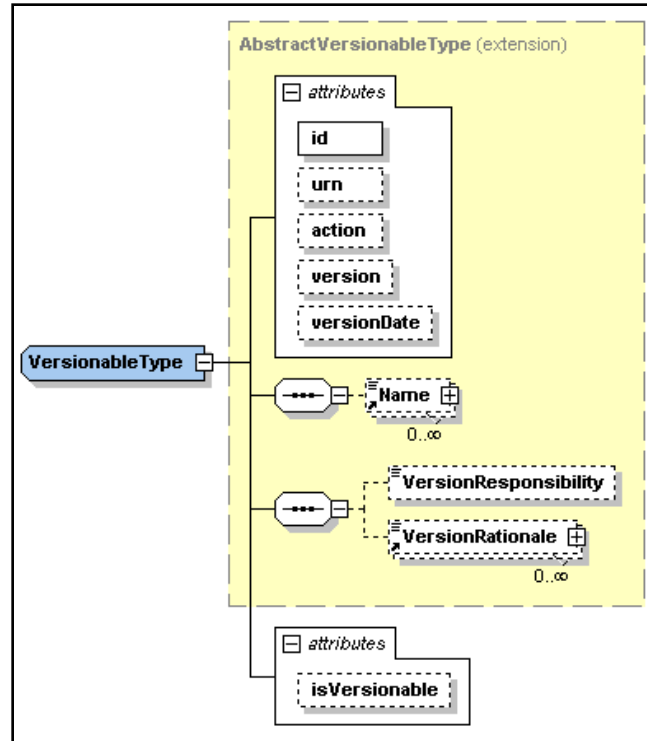 AbstractVersionableType (extension)
attributes
id
urn
action
version
versionDate
VersionableType
Name
0..∞
VersionResponsibility
VersionRationale
0..∞
attributes
isVersionable